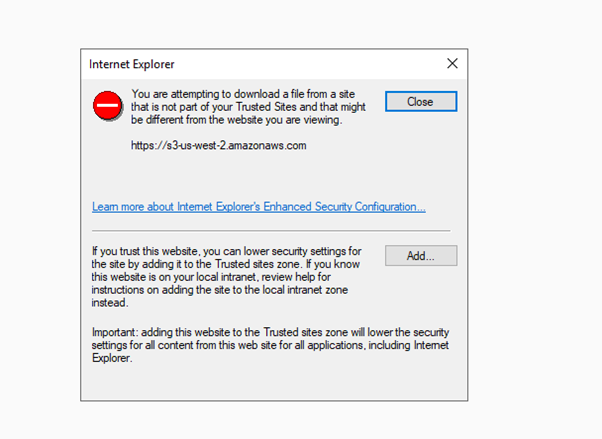 Internet Explorer
You are attempting to download a file from a site
that is not part of your Trusted Sites and that might
be different from the website you are viewing.
Close
https://s3-us-west-2.amazonaws.com
Learn more about Internet Explorer's Enhanced Security Configuration...
If you trust this website, you can lower security settings for
the site by adding it to the Trusted sites zone. If you know
this website is on your local intranet, review help for
instructions on adding the site to the local intranet zone
instead.
Add...
Important: adding this website to the Trusted sites zone will lower the security
settings for all content from this web site for all applications, including Internet
Explorer.